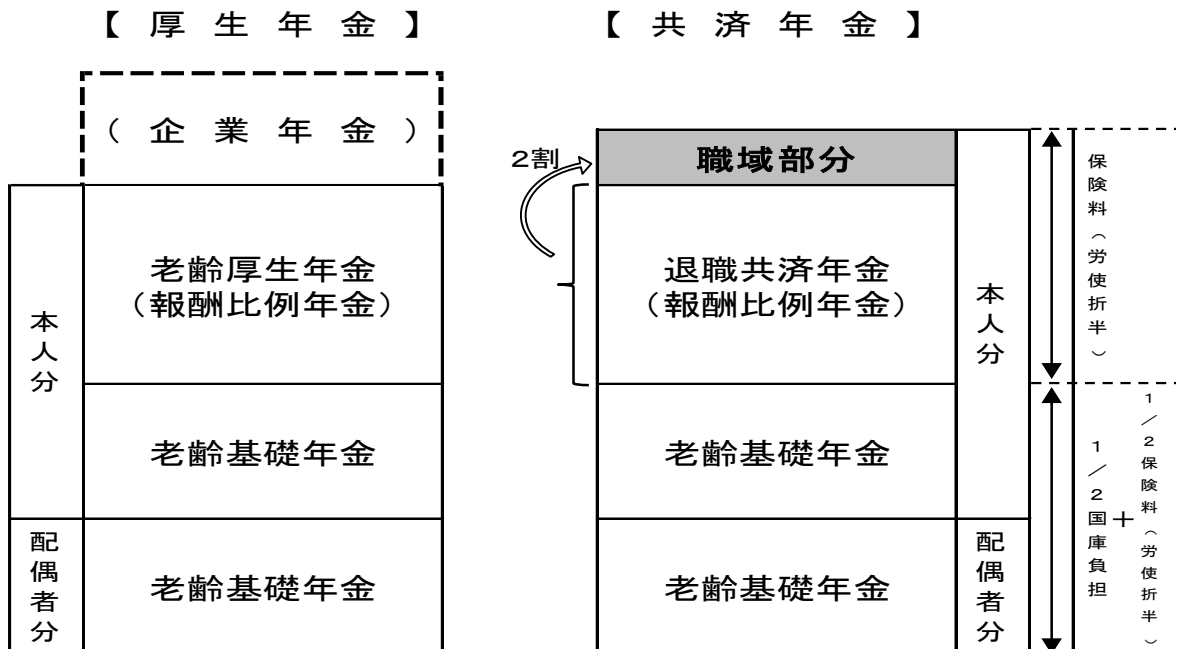 【厚生年金】
【共済年金】
（企業年金）
2割
職域部分
老齢厚生年金
（報酬比例年金）
退職共済年金
（報酬比例年金）
本人分
本人分
保険料（労使折半）
老齢基礎年金
老齢基礎年金
配偶者分
老齢基礎年金
老齢基礎年金
配偶者分
1／2国庫負担
＋
1／2保険料（労使折半）